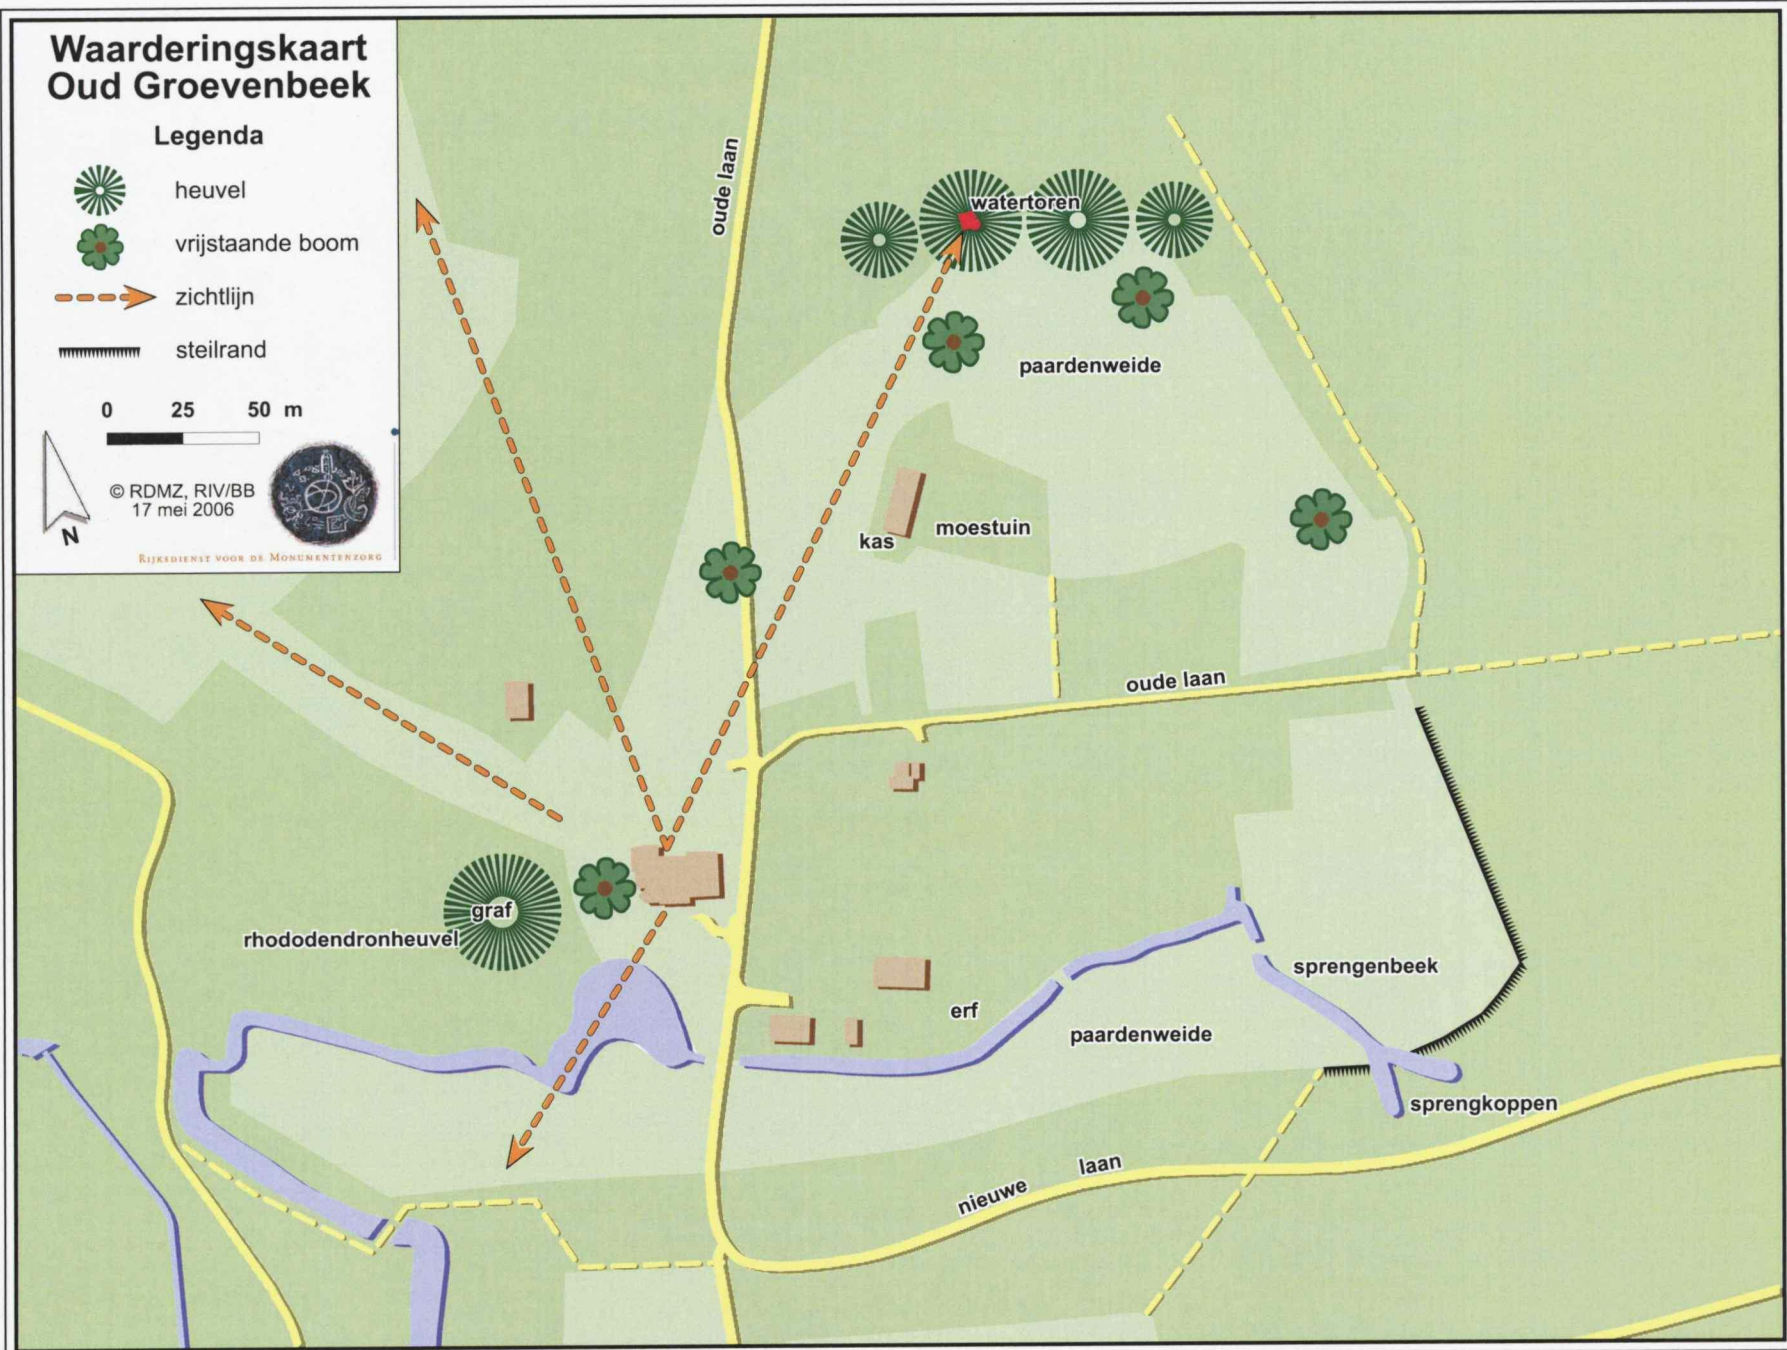 Waarderingskaart
Oud Groevenbeek
Legenda
heuvel
vrijstaande boom
zichtlijn
steilrand
0 25 50 m
N
© RDMZ, RIV/BB
17 mei 2006
RIJKSDIENST VOOR DE MONUMENTENZORG
oude laan
watertoren
paardenweide
kas
moestuin
oude laan
graf
rhododendronheuvel
sprengenbeek
erf
paardenweide
sprengkoppen
nieuwe laan